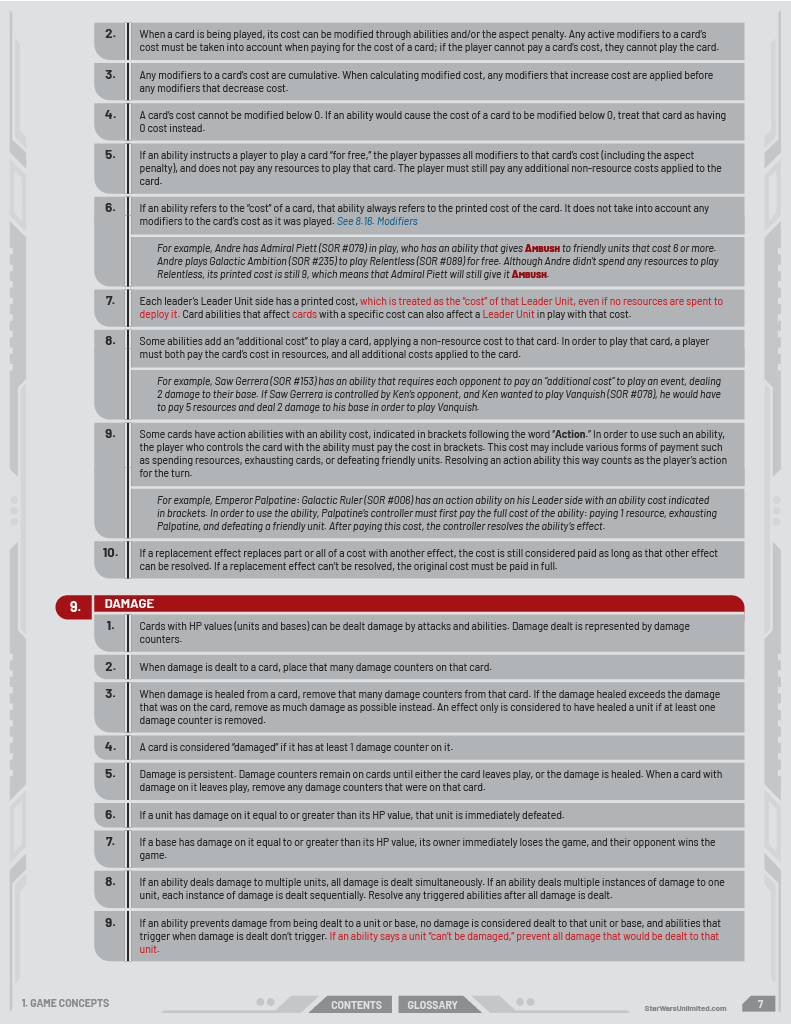 2. When a card is being played, its cost can be modified through abilities and/or the aspect penalty. Any active modifiers to a card's
cost must be taken into account when paying for the cost of a card; if the player cannot pay a card's cost, they cannot play the card.
3. Any modifiers to a card's cost are cumulative. When calculating modified cost, any modifiers that increase cost are applied before
any modifiers that decrease cost.
4. A card's cost cannot be modified below 0. If an ability would cause the cost of a card to be modified below 0, treat that card as having
0 cost instead.
5. If an ability instructs a player to play a card "for free," the player bypasses all modifiers to that card's cost (including the aspect
penalty), and does not pay any resources to play that card. The player must still pay any additional non-resource costs applied to the
card.
6. If an ability refers to the "cost" of a card, that ability always refers to the printed cost of the card. It does not take into account any
modifiers to the card's cost as it was played. See 8.16. Modifiers
For example, Andre has Admiral Piett (SOR #079) in play, who has an ability that gives AMBUSH to friendly units that cost 6 or more.
Andre plays Galactic Ambition (SOR #235) to play Relentless (SOR #089) for free. Although Andre didn't spend any resources to play
Relentless, its printed cost is still 9, which means that Admiral Piett will still give it AMBUSH.
7. Each leader's Leader Unit side has a printed cost, which is treated as the "cost" of that Leader Unit, even if no resources are spent to
deploy it. Card abilities that affect cards with a specific cost can also affect a Leader Unit in play with that cost.
8. Some abilities add an "additional cost" to play a card, applying a non-resource cost to that card. In order to play that card, a player
must both pay the card's cost in resources, and all additional costs applied to the card.
For example, Saw Gerrera (SOR #153) has an ability that requires each opponent to pay an "additional cost" to play an event, dealing
2 damage to their base. If Saw Gerrera is controlled by Ken's opponent, and Ken wanted to play Vanquish (SOR #078), he would have
to pay 5 resources and deal 2 damage to his base in order to play Vanquish.
9. Some cards have action abilities with an ability cost, indicated in brackets following the word "Action." In order to use such an ability,
the player who controls the card with the ability must pay the cost in brackets. This cost may include various forms of payment such
as spending resources, exhausting cards, or defeating friendly units. Resolving an action ability this way counts as the player's action
for the turn.
For example, Emperor Palpatine: Galactic Ruler (SOR #006) has an action ability on his Leader side with an ability cost indicated
in brackets. In order to use the ability, Palpatine's controller must first pay the full cost of the ability: paying 1 resource, exhausting
Palpatine, and defeating a friendly unit. After paying this cost, the controller resolves the ability's effect.
10. If a replacement effect replaces part or all of a cost with another effect, the cost is still considered paid as long as that other effect
can be resolved. If a replacement effect can't be resolved, the original cost must be paid in full.
9. DAMAGE
1. Cards with HP values (units and bases) can be dealt damage by attacks and abilities. Damage dealt is represented by damage
counters.
2. When damage is dealt to a card, place that many damage counters on that card.
3. When damage is healed from a card, remove that many damage counters from that card. If the damage healed exceeds the damage
that was on the card, remove as much damage as possible instead. An effect only is considered to have healed a unit if at least one
damage counter is removed.
4. A card is considered "damaged" if it has at least 1 damage counter on it.
5. Damage is persistent. Damage counters remain on cards until either the card leaves play, or the damage is healed. When a card with
damage on it leaves play, remove any damage counters that were on that card.
6. If a unit has damage on it equal to or greater than its HP value, that unit is immediately defeated.
7. If a base has damage on it equal to or greater than its HP value, its owner immediately loses the game, and their opponent wins the
game.
8. If an ability deals damage to multiple units, all damage is dealt simultaneously. If an ability deals multiple instances of damage to one
unit, each instance of damage is dealt sequentially. Resolve any triggered abilities after all damage is dealt.
9. If an ability prevents damage from being dealt to a unit or base, no damage is considered dealt to that unit or base, and abilities that
trigger when damage is dealt don't trigger. If an ability says a unit "can't be damaged," prevent all damage that would be dealt to that
unit.
1. GAME CONCEPTS CONTENTS GLOSSARY StarWarsUnlimited.com 7